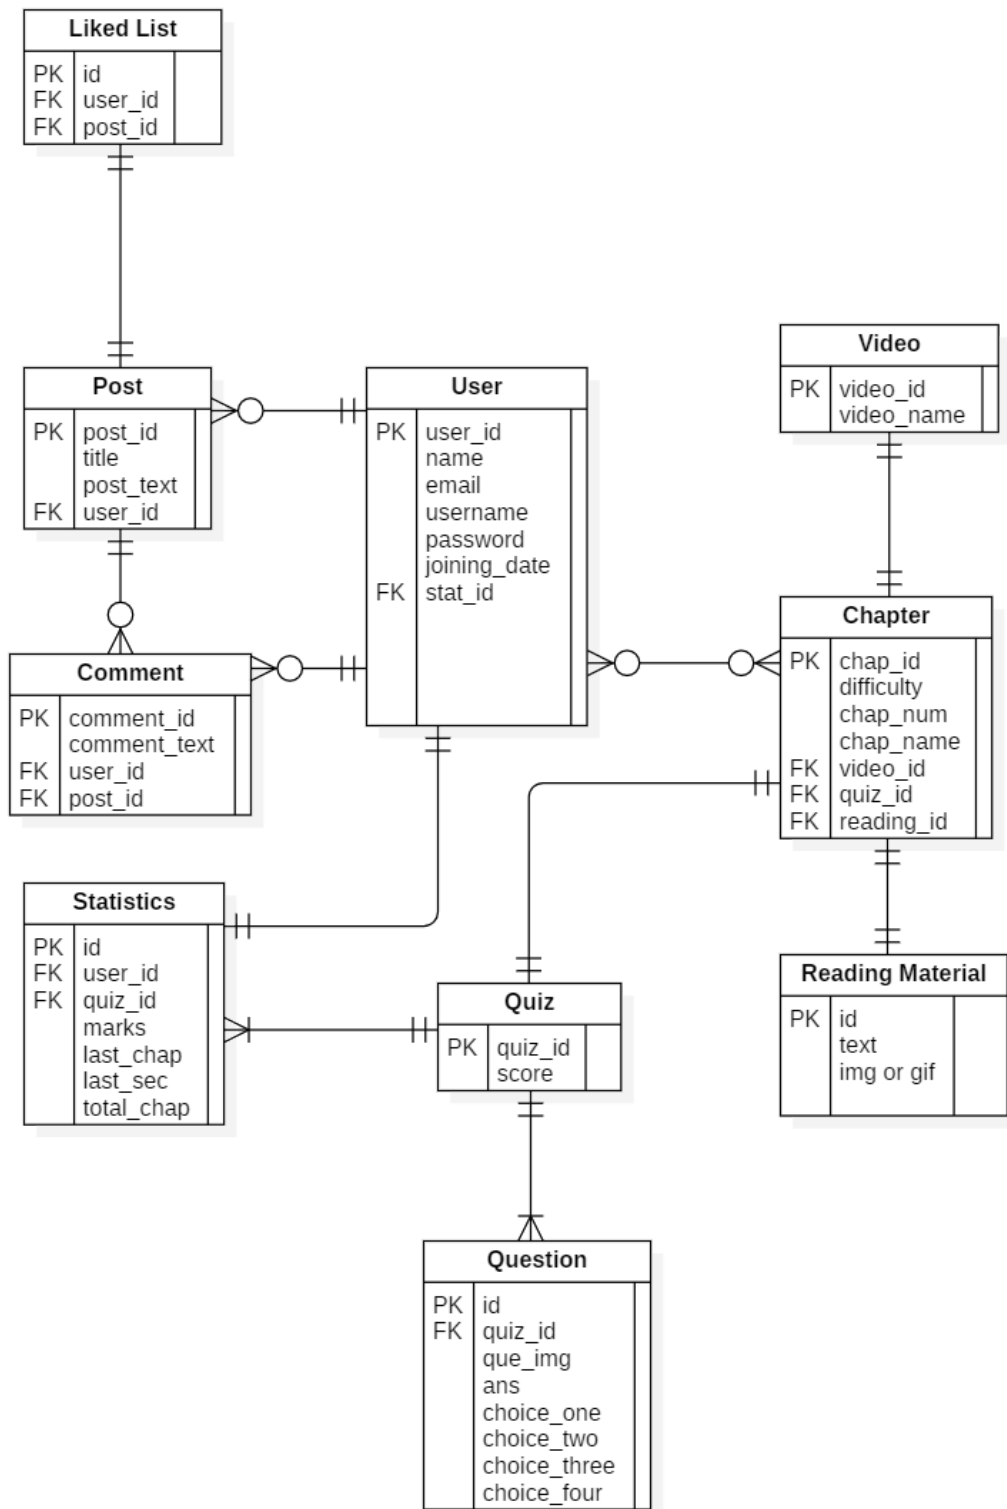 Liked List
PK id
FK user_id
FK post_id
Post
PK post_id
title
post_text
FK user_id
User
PK user_id
name
email
username
password
joining_date
FK stat_id
Video
PK video_id
video_name
Comment
PK comment_id
comment_text
FK user_id
FK post_id
Chapter
PK chap_id
difficulty
chap_num
chap_name
FK video_id
FK quiz_id
FK reading_id
Statistics
PK id
FK user_id
FK quiz_id
marks
last_chap
last_sec
total_chap
Quiz
PK quiz_id
score
Reading Material
PK id
text
img or gif
Question
PK id
FK quiz_id
que_img
ans
choice_one
choice_two
choice_three
choice_four